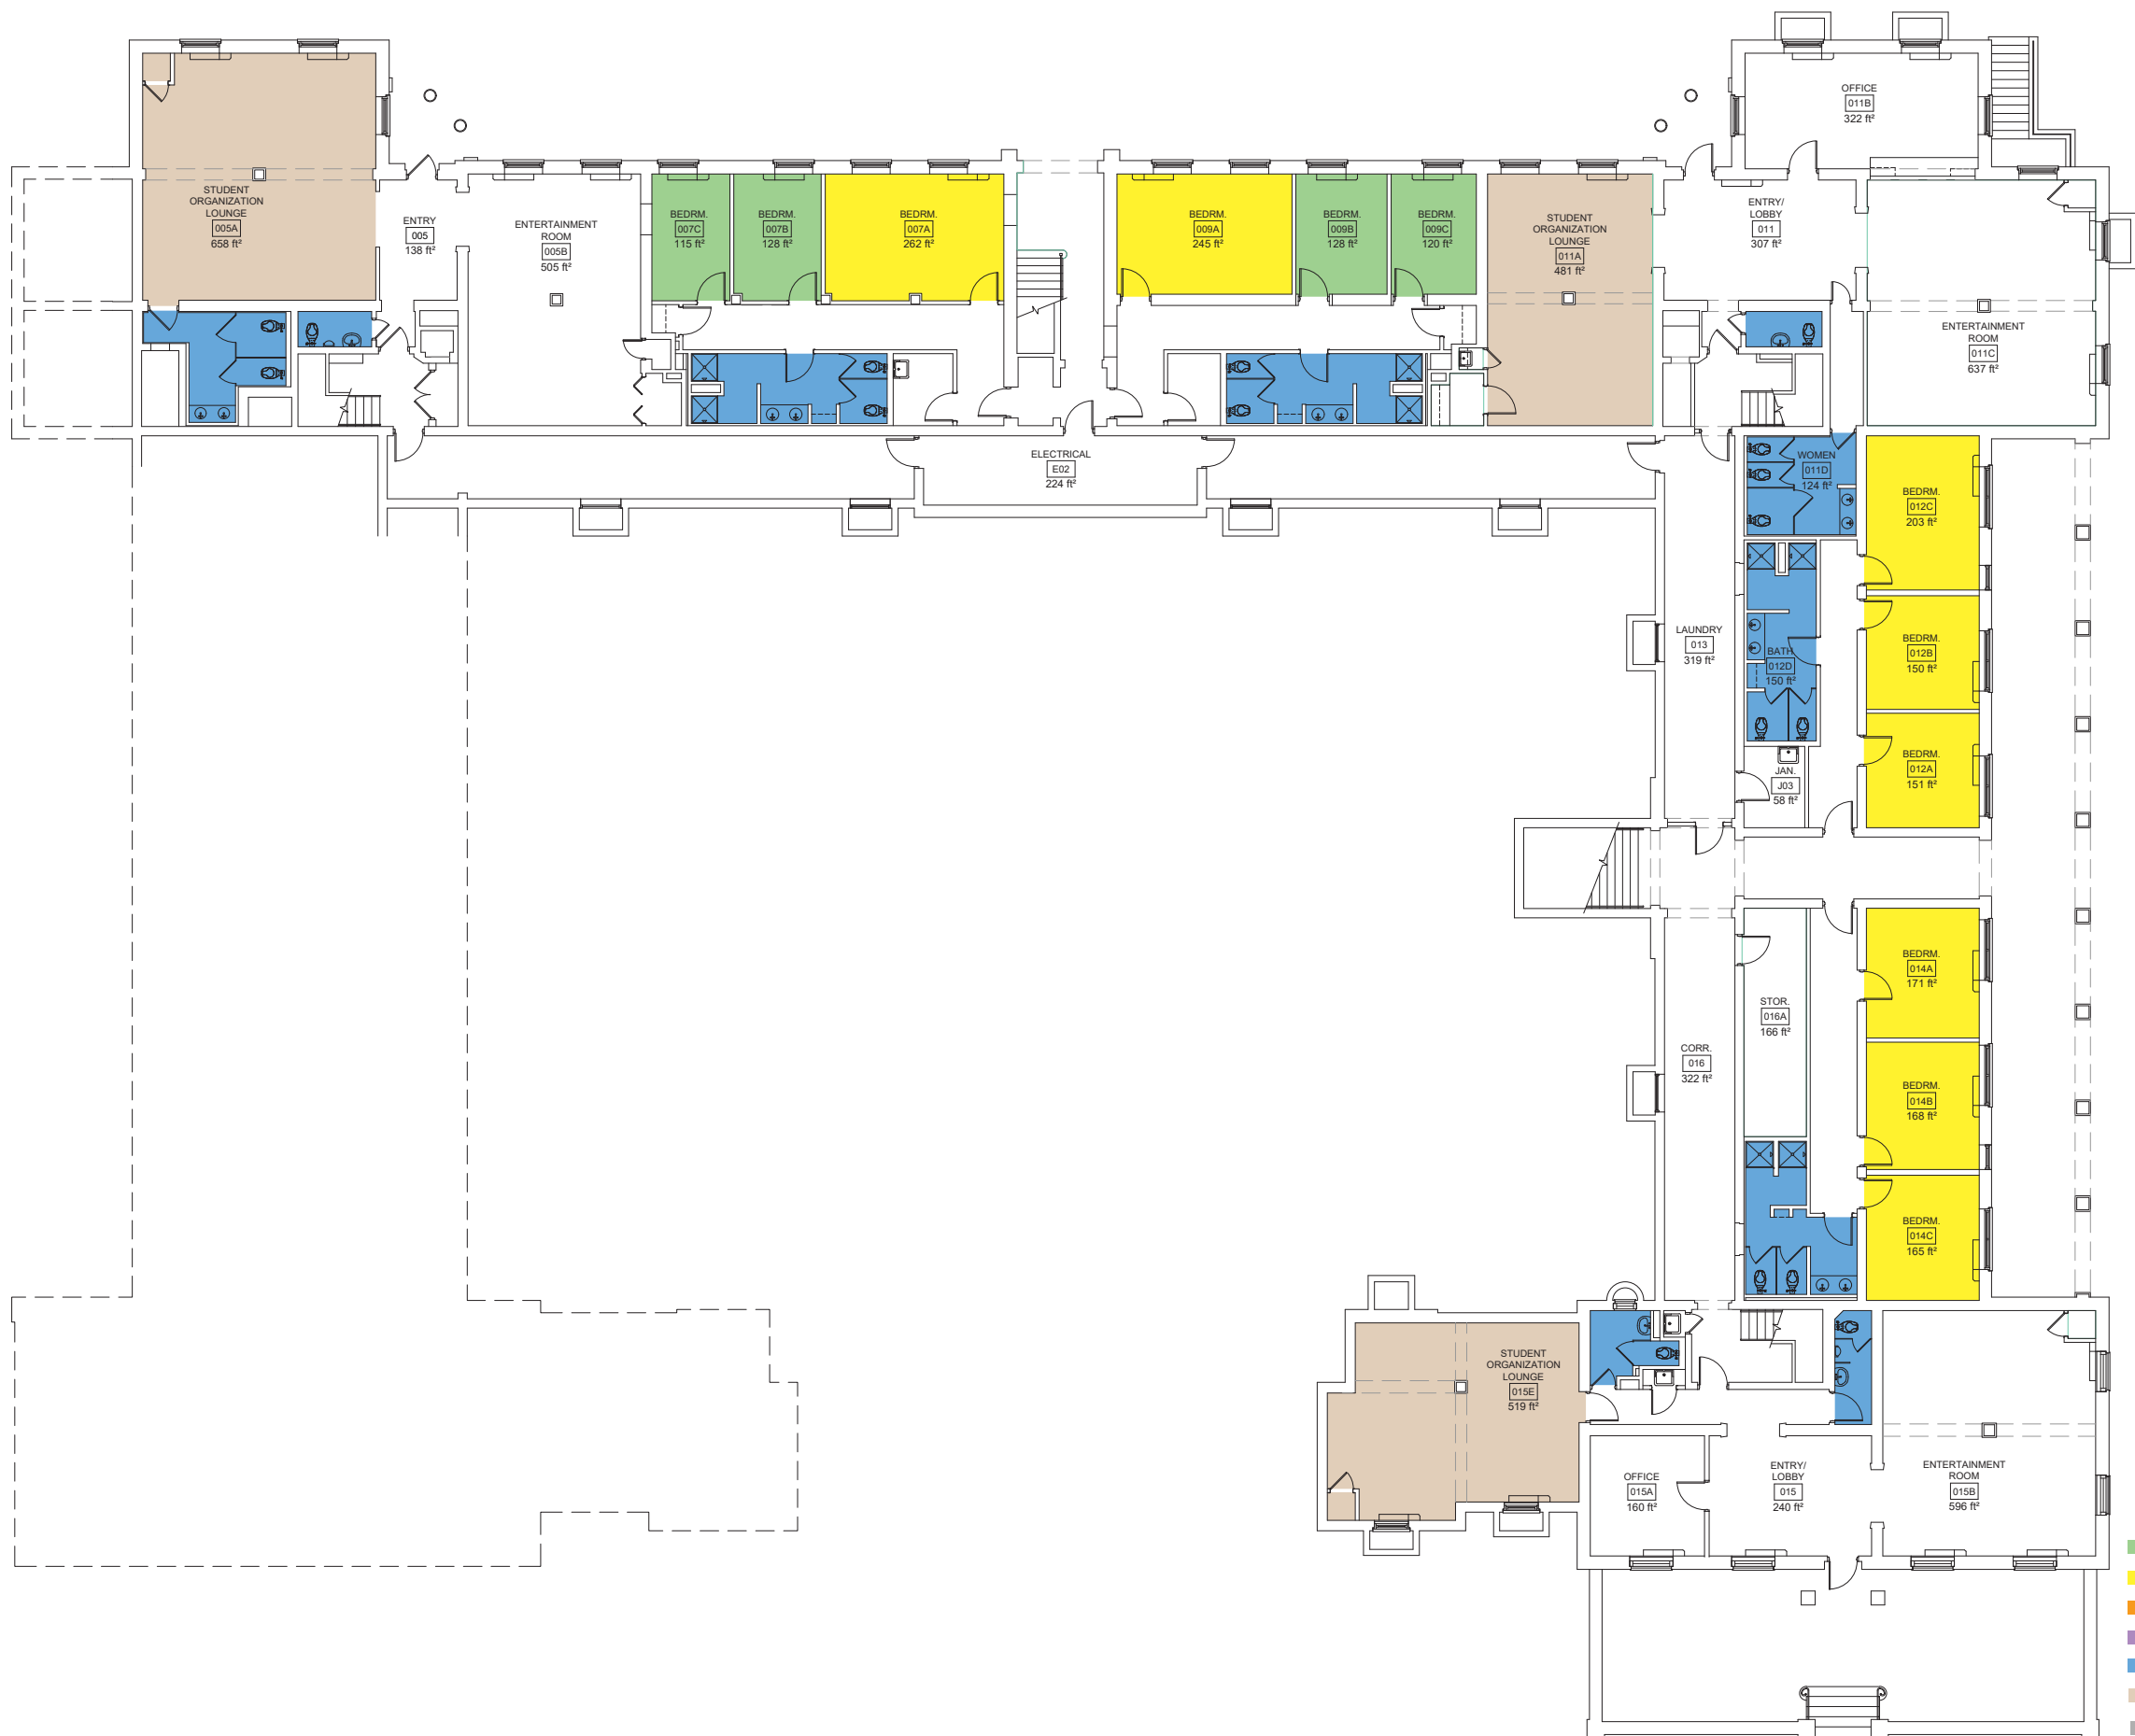 OFFICE
011B
322 ft²
STUDENT
ORGANIZATION
LOUNGE
005A
658 ft²
ENTRY
005
138 ft²
ENTERTAINMENT
ROOM
005B
505 ft²
BEDRM.
007C
115 ft²
BEDRM.
007B
128 ft²
BEDRM.
007A
262 ft²
BEDRM.
009A
245 ft²
BEDRM.
009B
128 ft²
BEDRM.
009C
120 ft²
STUDENT
ORGANIZATION
LOUNGE
011A
481 ft²
ENTRY/
LOBBY
011
307 ft²
ENTERTAINMENT
ROOM
011C
637 ft²
ELECTRICAL
E02
224 ft²
WOMEN
011D
124 ft²
BEDRM.
012C
203 ft²
LAUNDRY
013
319 ft²
BATH
012D
150 ft²
BEDRM.
012B
150 ft²
JAN.
J03
58 ft²
BEDRM.
012A
151 ft²
BEDRM.
014A
171 ft²
STOR.
016A
166 ft²
CORR.
016
322 ft²
BEDRM.
014B
168 ft²
BEDRM.
014C
165 ft²
STUDENT
ORGANIZATION
LOUNGE
015E
519 ft²
OFFICE
015A
160 ft²
ENTRY/
LOBBY
015
240 ft²
ENTERTAINMENT
ROOM
015B
596 ft²